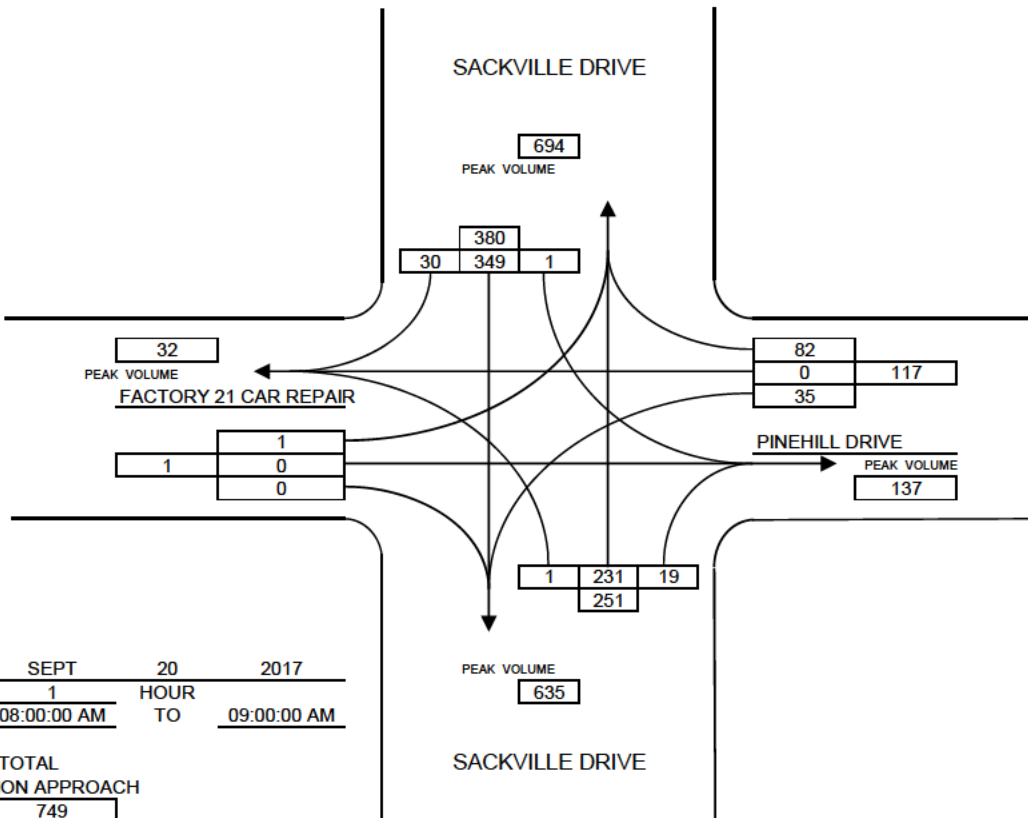 SACKVILLE DRIVE
694
PEAK VOLUME
380
30 349 1
32
PEAK VOLUME
FACTORY 21 CAR REPAIR
82
0 117
35
1
1 0
0
PINEHILL DRIVE
PEAK VOLUME
137
1 231 19
251
PEAK VOLUME
635
SACKVILLE DRIVE
SEPT 20 2017
1 HOUR
08:00:00 AM TO 09:00:00 AM
TOTAL
ON APPROACH
749